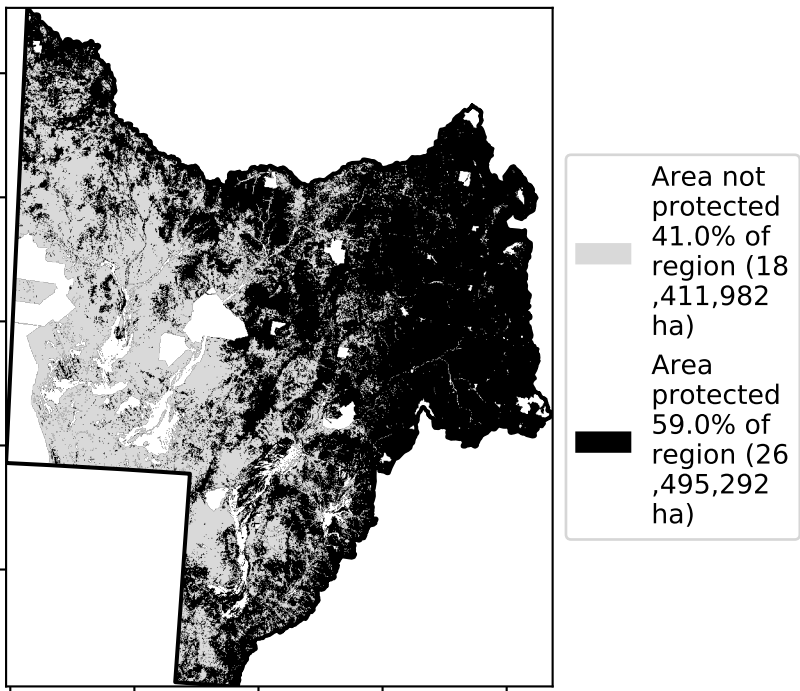 Area not
protected
41.0% of
region (18
,411,982
ha)
Area
protected
59.0% of
region (26
,495,292
ha)